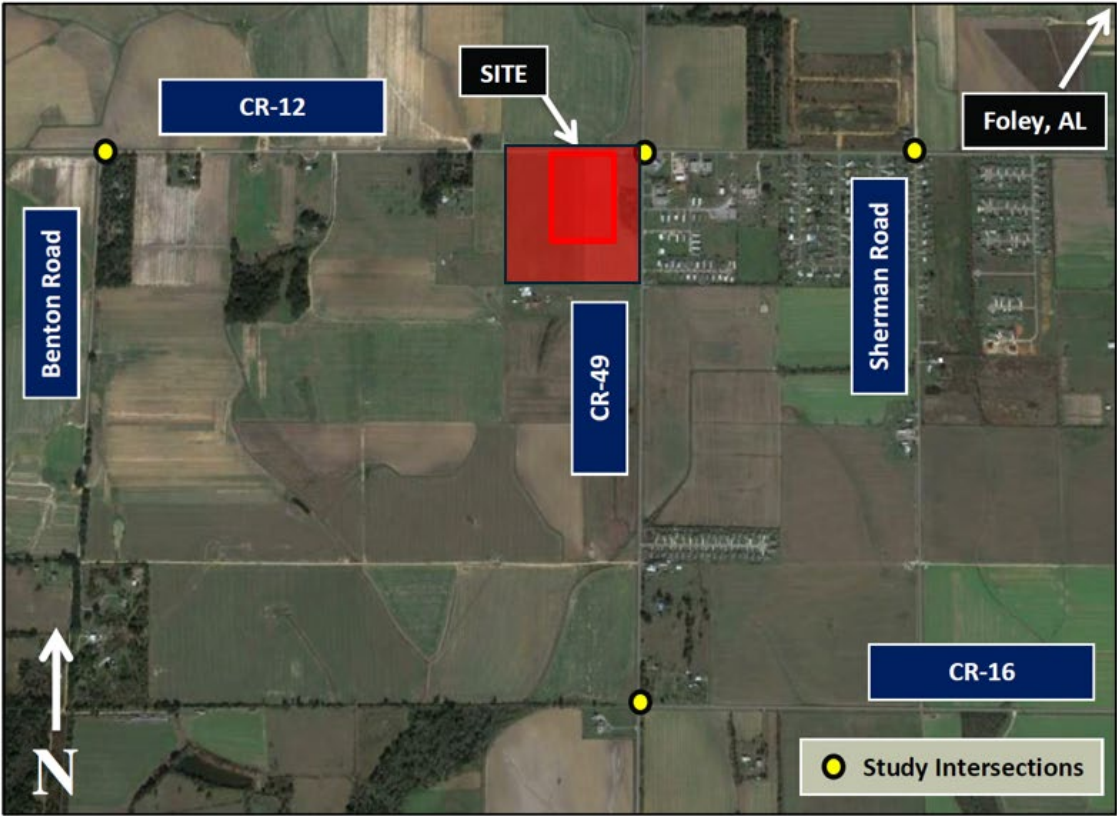 SITE
CR-12
Foley, AL
Benton Road
Sherman Road
CR-49
CR-16
N
Study Intersections